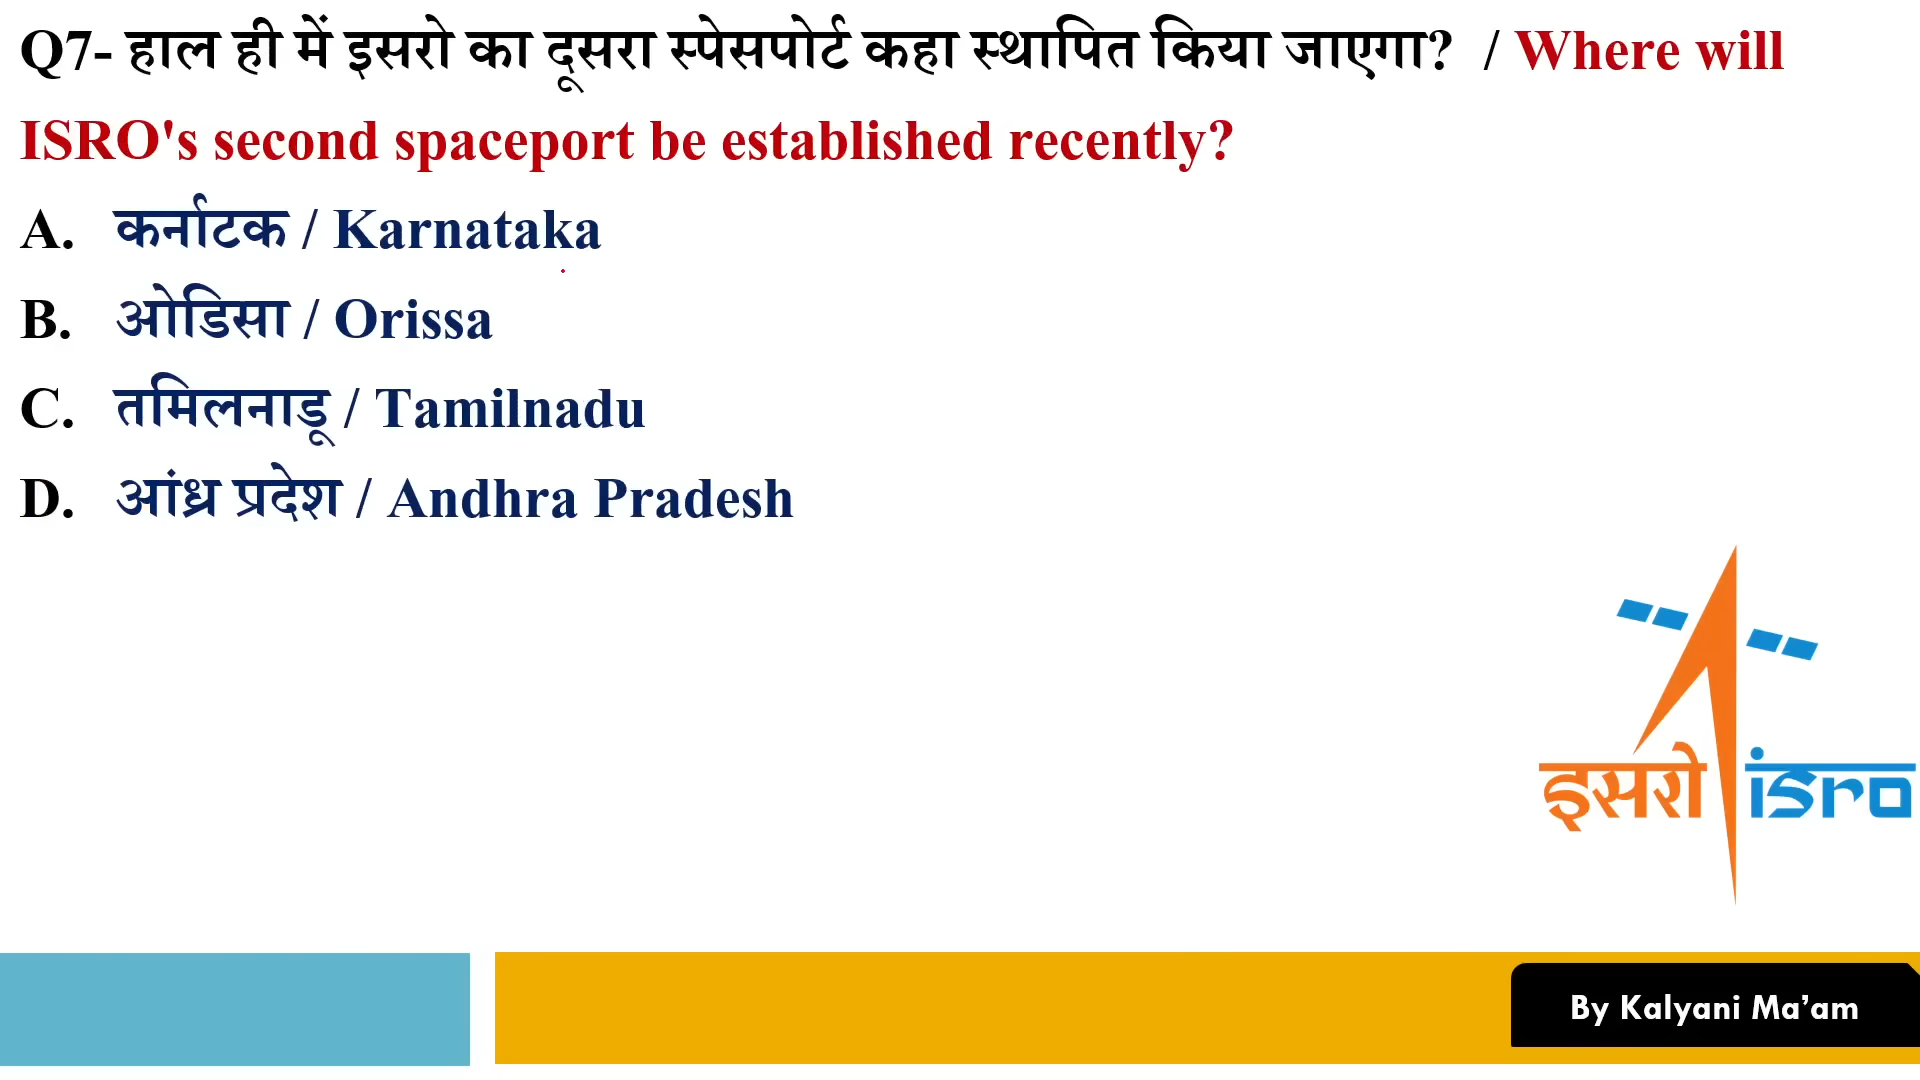 Q7- हाल ही में इसरो का दूसरा स्पेसपोर्ट कहा स्थापित किया जाएगा? / Where will
ISRO's second spaceport be established recently?
A. कर्नाटक / Karnataka
B. ओडिसा / Orissa
C. तमिलनाडू / Tamilnadu
D. आंध्र प्रदेश / Andhra Pradesh
इसरो isro
By Kalyani Ma'am